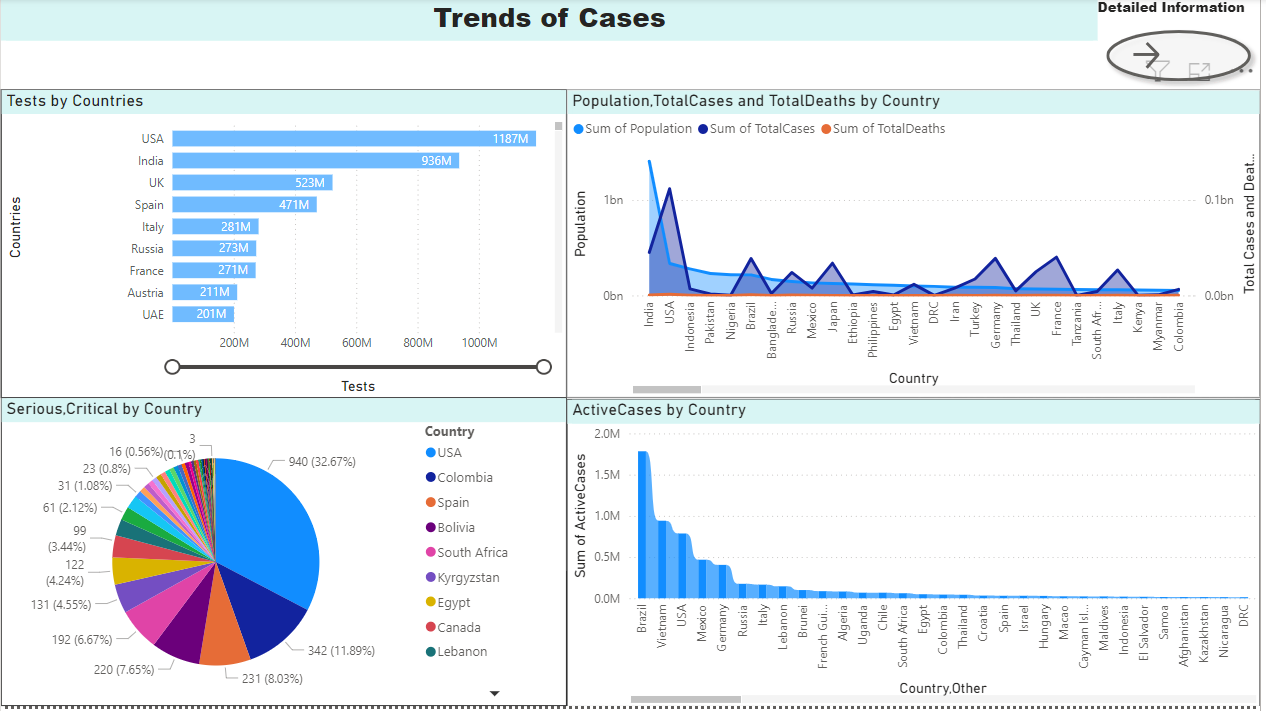 Trends of Cases
Detailed Information
Tests by Countries
Countries
USA 1187M
India 936M
UK 523M
Spain 471M
Italy 281M
Russia 273M
France 271M
Austria 211M
UAE 201M
200M 400M 600M 800M 1000M
Tests
Population,TotalCases and TotalDeaths by Country
Sum of Population Sum of TotalCases Sum of TotalDeaths
Population
1bn
0bn
0.1bn
0.0bn
Total Cases and Deat...
India
USA
Indonesia
Pakistan
Nigeria
Brazil
Banglade...
Russia
Mexico
Japan
Ethiopia
Philippines
Egypt
Vietnam
DRC
Iran
Turkey
Germany
Thailand
UK
France
Tanzania
South Afr...
Italy
Kenya
Myanmar
Colombia
Country
Serious,Critical by Country
3
(0.1%)
16 (0.56%)
23 (0.8%)
31 (1.08%)
61 (2.12%)
99
(3.44%)
122
(4.24%)
131 (4.55%)
192 (6.67%)
220 (7.65%)
231 (8.03%)
342 (11.89%)
940 (32.67%)
Country
USA
Colombia
Spain
Bolivia
South Africa
Kyrgyzstan
Egypt
Canada
Lebanon
ActiveCases by Country
Sum of ActiveCases
2.0M
1.5M
1.0M
0.5M
0.0M
Brazil
Vietnam
USA
Mexico
Germany
Russia
Italy
Lebanon
Brunei
French Gui...
Algeria
Uganda
Chile
South Africa
Egypt
Colombia
Thailand
Croatia
Spain
Israel
Hungary
Macao
Cayman Isl...
Maldives
Indonesia
El Salvador
Samoa
Afghanistan
Kazakhstan
Nicaragua
DRC
Country,Other